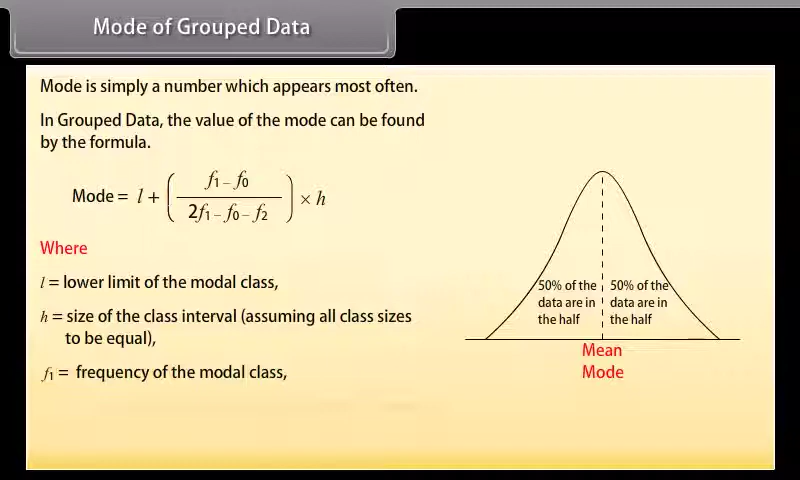 Mode of Grouped Data
Mode is simply a number which appears most often.
In Grouped Data, the value of the mode can be found
by the formula.
Mode = l + ( (f₁ – f₀) / (2f₁ – f₀ – f₂) ) × h
Where
l = lower limit of the modal class,
h = size of the class interval (assuming all class sizes
to be equal),
f₁ = frequency of the modal class,
50% of the
data are in
the half
50% of the
data are in
the half
Mean
Mode